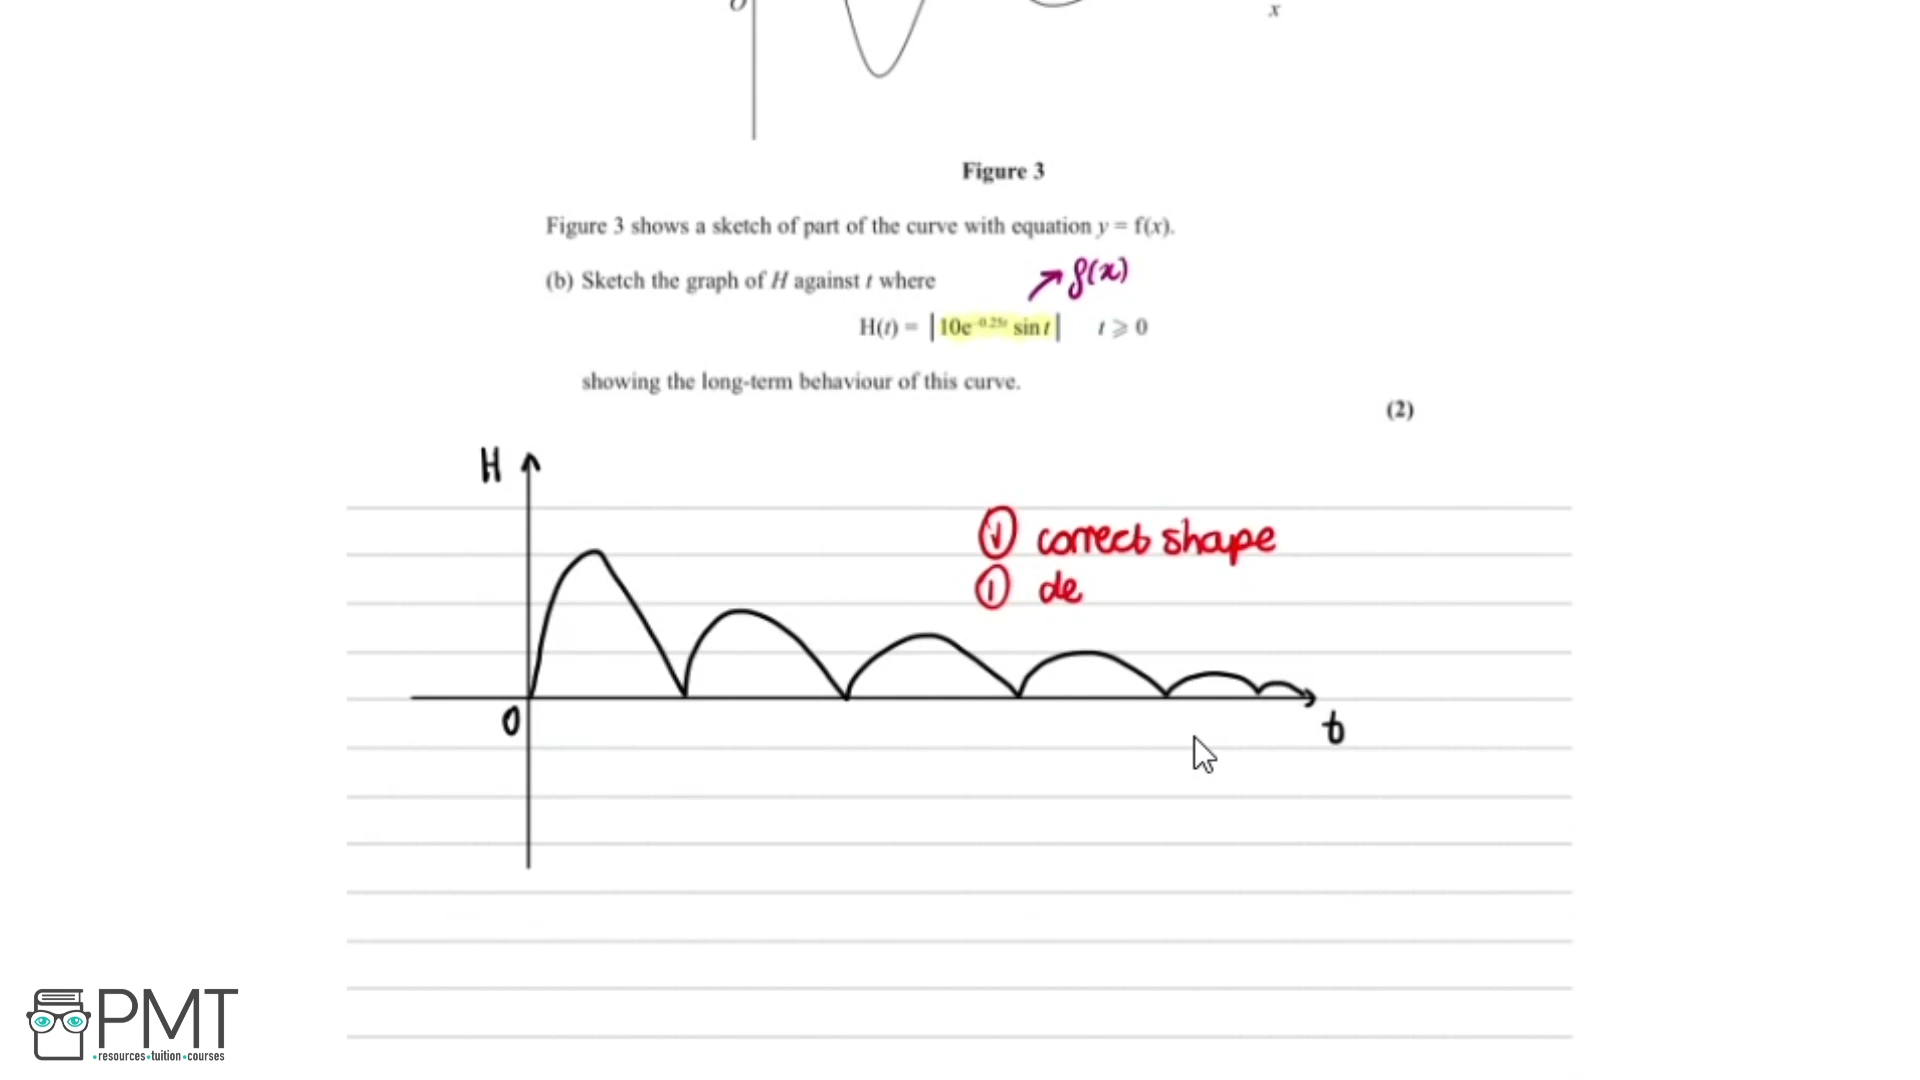 O
x
Figure 3
Figure 3 shows a sketch of part of the curve with equation y = f(x).
(b) Sketch the graph of H against t where
f(x)
H(t) = |10e⁻⁰·²⁵ᵗ sin t| t ⩾ 0
showing the long-term behaviour of this curve.
(2)
H
① correct shape
① de
O
t
PMT
•resources•tuition•courses